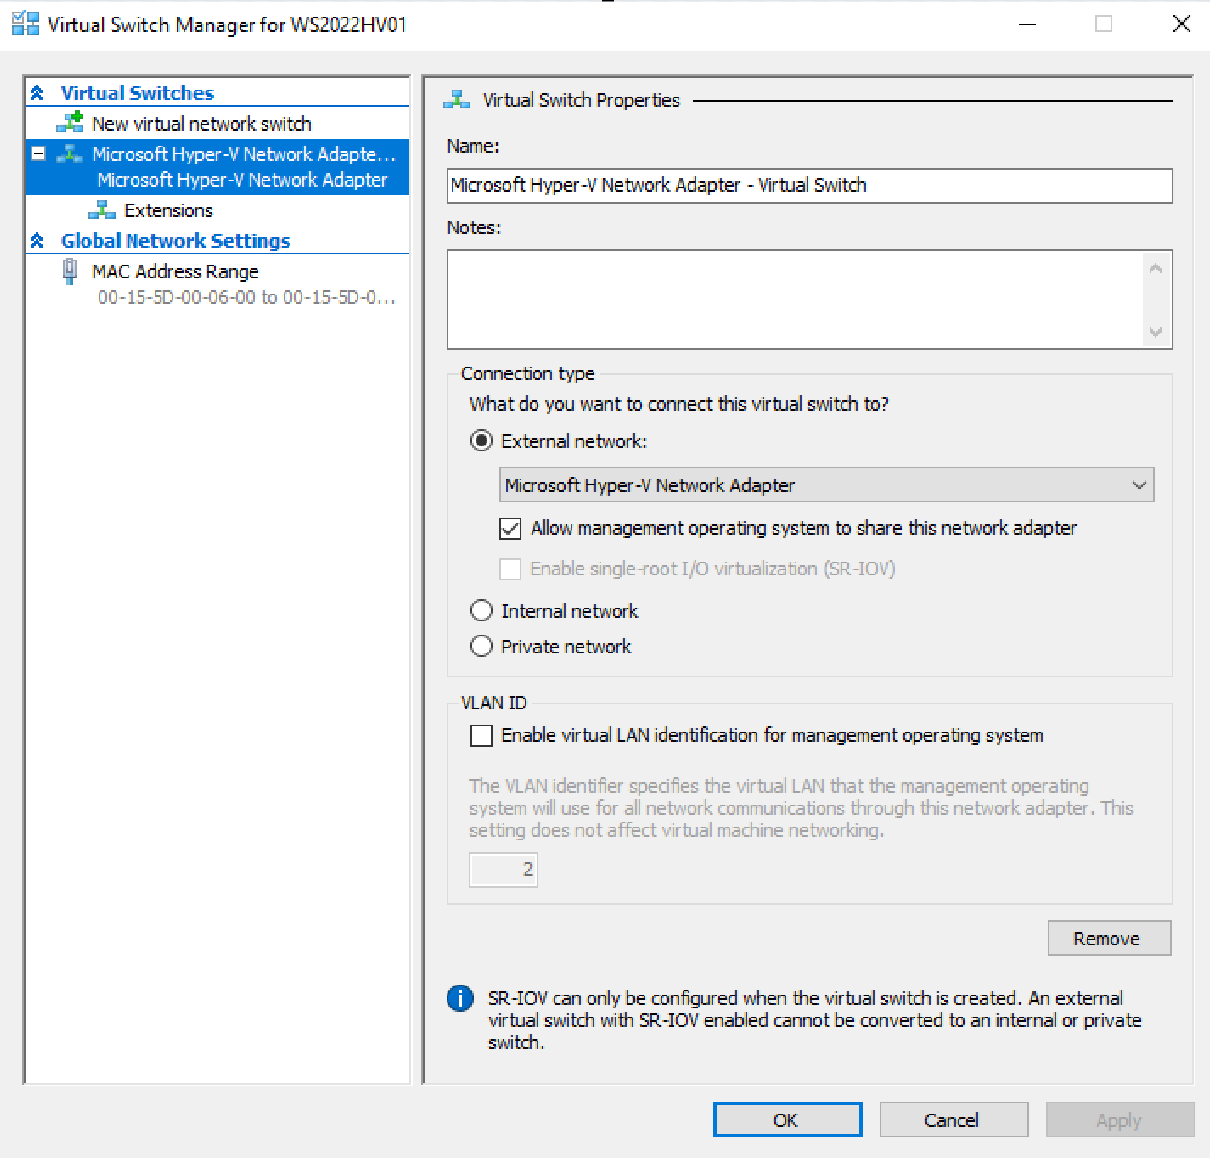 Virtual Switch Manager for WS2022HV01
Virtual Switches
New virtual network switch
Microsoft Hyper-V Network Adapte...
Microsoft Hyper-V Network Adapter
Extensions
Global Network Settings
MAC Address Range
00-15-5D-00-06-00 to 00-15-5D-0...
Virtual Switch Properties
Name:
Microsoft Hyper-V Network Adapter - Virtual Switch
Notes:
Connection type
What do you want to connect this virtual switch to?
External network:
Microsoft Hyper-V Network Adapter
Allow management operating system to share this network adapter
Enable single-root I/O virtualization (SR-IOV)
Internal network
Private network
VLAN ID
Enable virtual LAN identification for management operating system
The VLAN identifier specifies the virtual LAN that the management operating
system will use for all network communications through this network adapter. This
setting does not affect virtual machine networking.
2
Remove
SR-IOV can only be configured when the virtual switch is created. An external
virtual switch with SR-IOV enabled cannot be converted to an internal or private
switch.
OK
Cancel
Apply